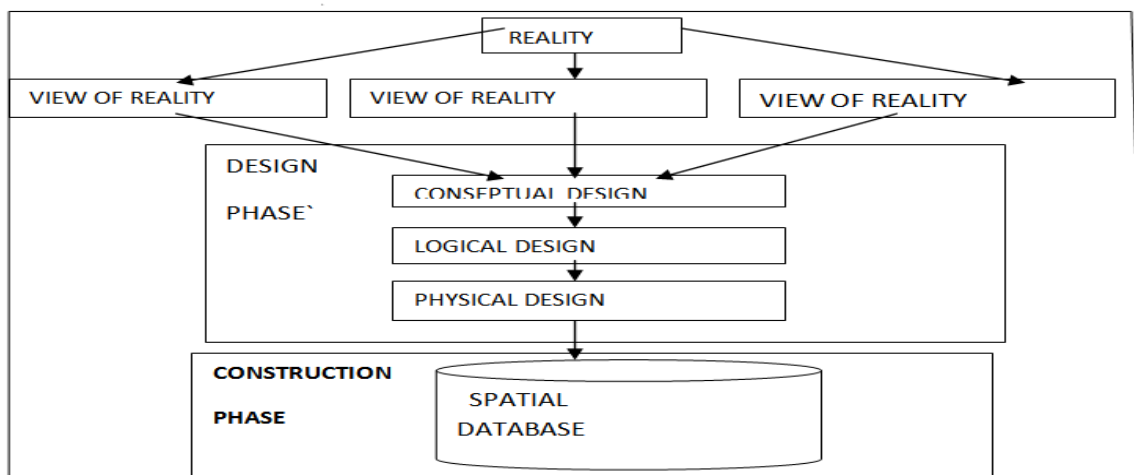 REALITY
VIEW OF REALITY
VIEW OF REALITY
VIEW OF REALITY
DESIGN
PHASE`
CONSEPTUAL DESIGN
LOGICAL DESIGN
PHYSICAL DESIGN
CONSTRUCTION
PHASE
SPATIAL
DATABASE